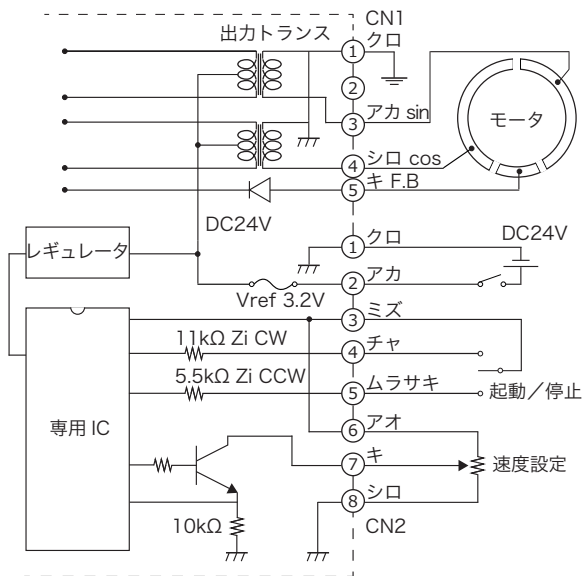 CN1
出力トランス
① クロ
②
③ アカ sin
モータ
④ シロ cos
⑤ キ F.B
DC24V
① クロ
DC24V
レギュレータ
② アカ
Vref 3.2V
③ ミズ
11kΩ Zi CW
④ チャ
5.5kΩ Zi CCW
⑤ ムラサキ
起動／停止
専用 IC
⑥ アオ
⑦ キ
速度設定
⑧ シロ
10kΩ
CN2